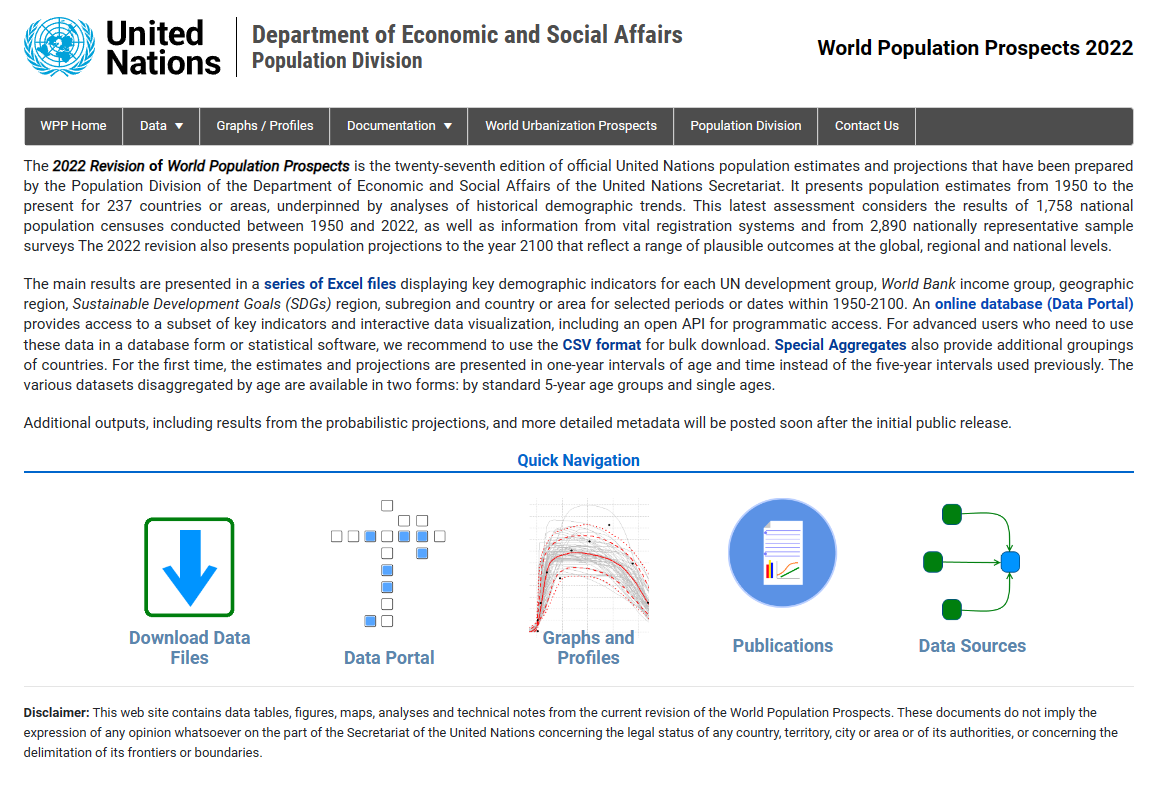 United
Nations
Department of Economic and Social Affairs
Population Division
World Population Prospects 2022
WPP Home
Data
Graphs / Profiles
Documentation
World Urbanization Prospects
Population Division
Contact Us
The 2022 Revision of World Population Prospects is the twenty-seventh edition of official United Nations population estimates and projections that have been prepared
by the Population Division of the Department of Economic and Social Affairs of the United Nations Secretariat. It presents population estimates from 1950 to the
present for 237 countries or areas, underpinned by analyses of historical demographic trends. This latest assessment considers the results of 1,758 national
population censuses conducted between 1950 and 2022, as well as information from vital registration systems and from 2,890 nationally representative sample
surveys The 2022 revision also presents population projections to the year 2100 that reflect a range of plausible outcomes at the global, regional and national levels.
The main results are presented in a series of Excel files displaying key demographic indicators for each UN development group, World Bank income group, geographic
region, Sustainable Development Goals (SDGs) region, subregion and country or area for selected periods or dates within 1950-2100. An online database (Data Portal)
provides access to a subset of key indicators and interactive data visualization, including an open API for programmatic access. For advanced users who need to use
these data in a database form or statistical software, we recommend to use the CSV format for bulk download. Special Aggregates also provide additional groupings
of countries. For the first time, the estimates and projections are presented in one-year intervals of age and time instead of the five-year intervals used previously. The
various datasets disaggregated by age are available in two forms: by standard 5-year age groups and single ages.
Additional outputs, including results from the probabilistic projections, and more detailed metadata will be posted soon after the initial public release.
Quick Navigation
Download Data
Files
Data Portal
Graphs and
Profiles
Publications
Data Sources
Disclaimer: This web site contains data tables, figures, maps, analyses and technical notes from the current revision of the World Population Prospects. These documents do not imply the
expression of any opinion whatsoever on the part of the Secretariat of the United Nations concerning the legal status of any country, territory, city or area or of its authorities, or concerning the
delimitation of its frontiers or boundaries.